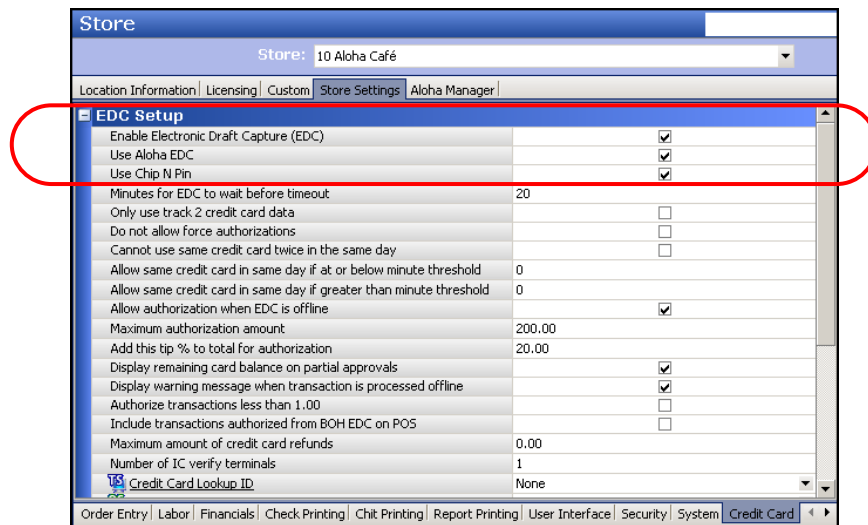 Store
Store: 10 Aloha Café
Location Information Licensing Custom Store Settings Aloha Manager
EDC Setup
Enable Electronic Draft Capture (EDC)
Use Aloha EDC
Use Chip N Pin
Minutes for EDC to wait before timeout 20
Only use track 2 credit card data
Do not allow force authorizations
Cannot use same credit card twice in the same day
Allow same credit card in same day if at or below minute threshold 0
Allow same credit card in same day if greater than minute threshold 0
Allow authorization when EDC is offline
Maximum authorization amount 200.00
Add this tip % to total for authorization 20.00
Display remaining card balance on partial approvals
Display warning message when transaction is processed offline
Authorize transactions less than 1.00
Include transactions authorized from BOH EDC on POS
Maximum amount of credit card refunds 0.00
Number of IC verify terminals 1
Credit Card Lookup ID None
Order Entry Labor Financials Check Printing Chit Printing Report Printing User Interface Security System Credit Card